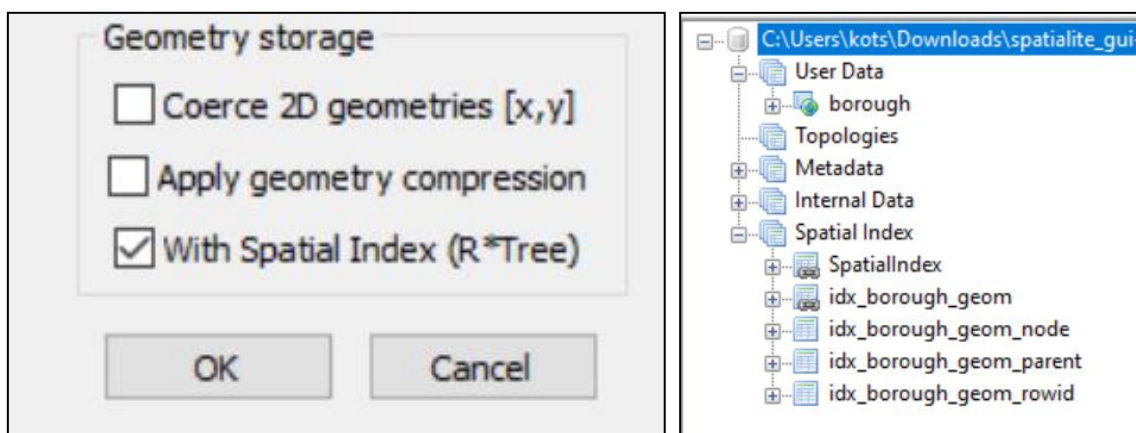 Geometry storage
Coerce 2D geometries [x,y]
Apply geometry compression
With Spatial Index (R*Tree)
OK
Cancel
C:\Users\kots\Downloads\spatialite_gui-
User Data
borough
Topologies
Metadata
Internal Data
Spatial Index
SpatialIndex
idx_borough_geom
idx_borough_geom_node
idx_borough_geom_parent
idx_borough_geom_rowid